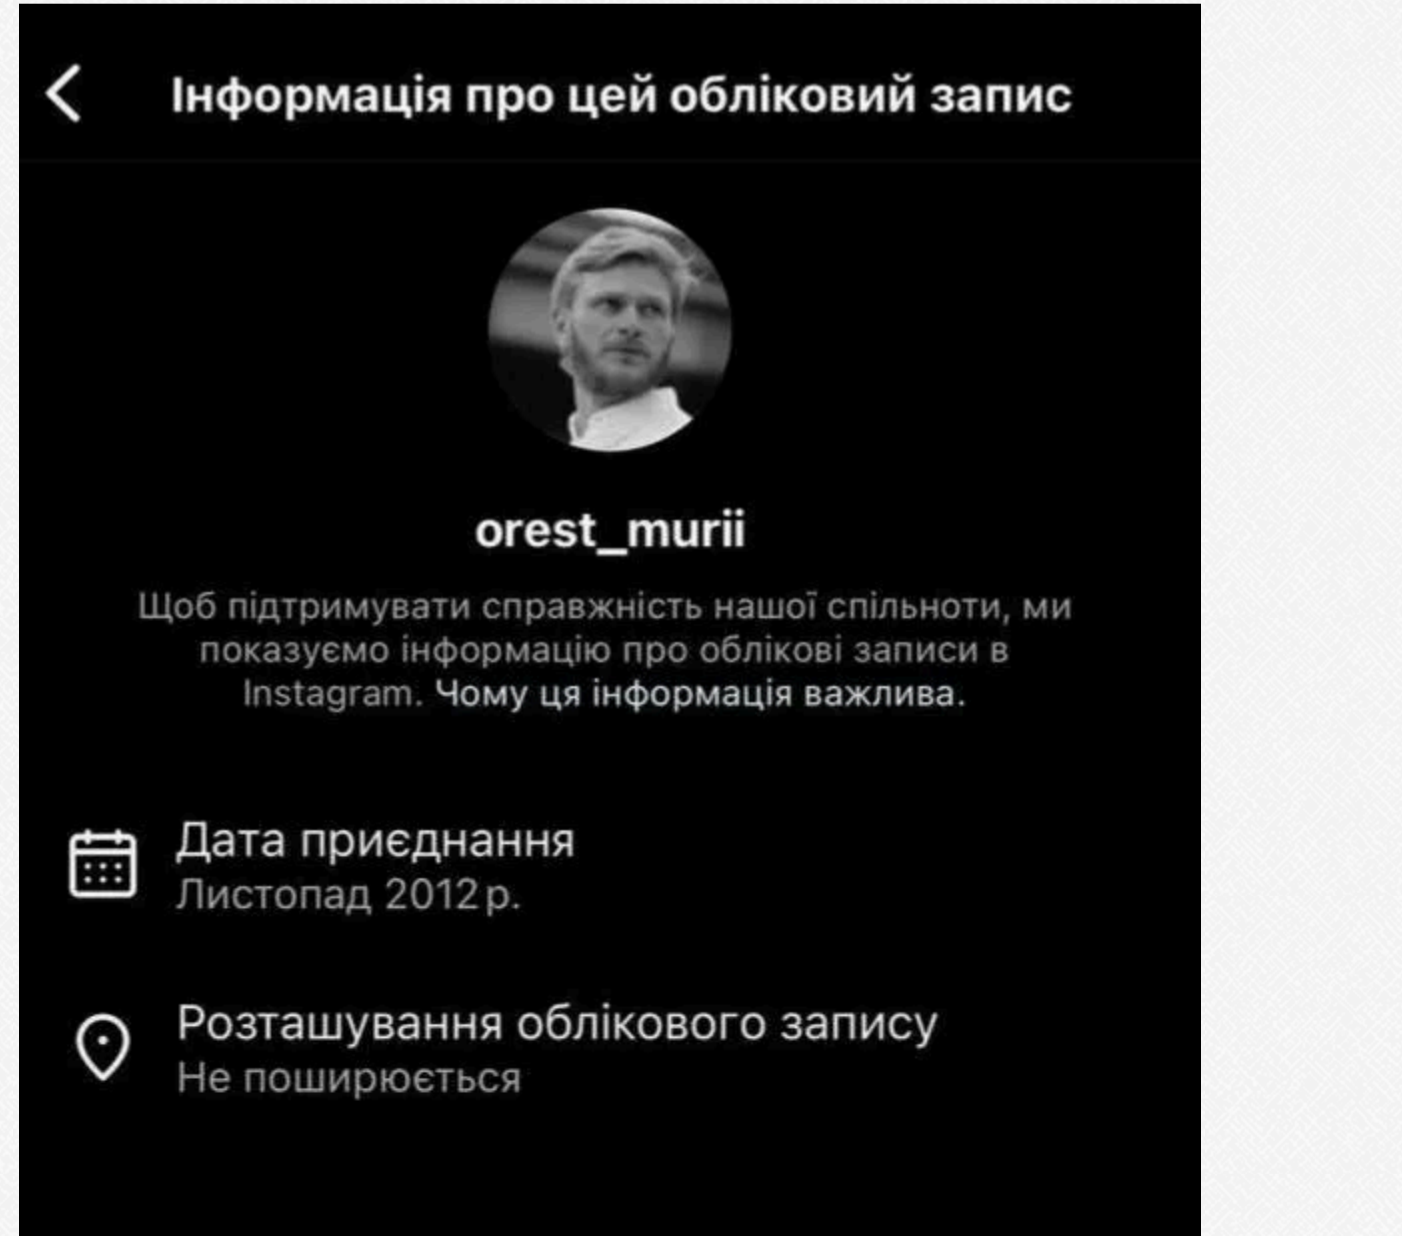 Інформація про цей обліковий запис
orest_murii
Щоб підтримувати справжність нашої спільноти, ми
показуємо інформацію про облікові записи в
Instagram. Чому ця інформація важлива.
Дата приєднання
Листопад 2012 р.
Розташування облікового запису
Не поширюється